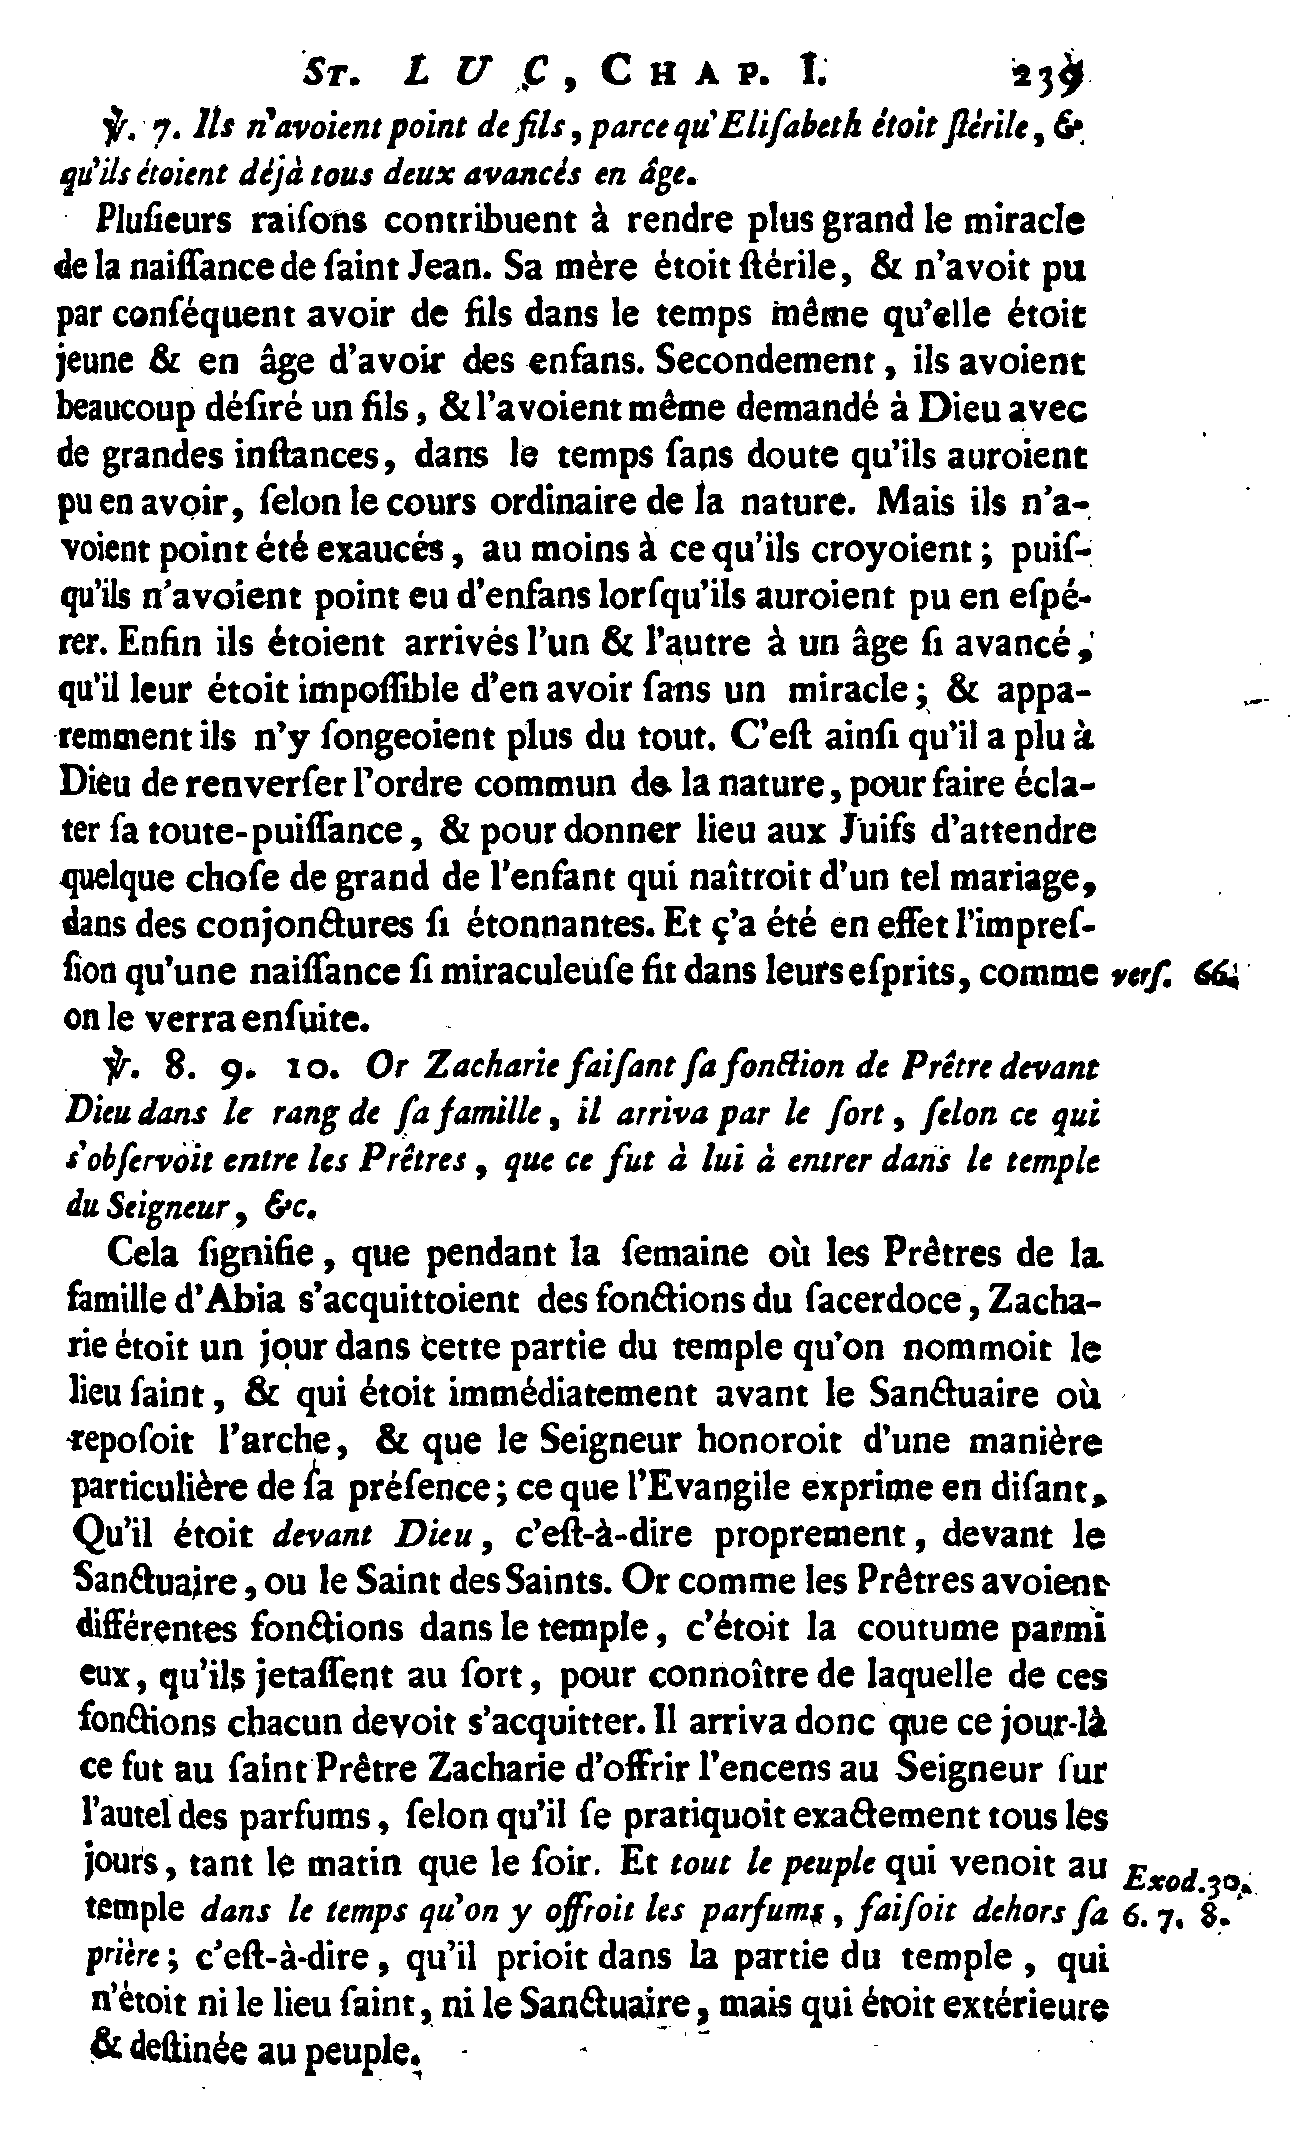 St. LUC, CHAP. I. 239
℣. 7. Ils n'avoient point de fils, parce qu'Eliſabeth étoit ſtérile, &
qu'ils étoient déjà tous deux avancés en âge.
Pluſieurs raiſons contribuent à rendre plus grand le miracle
de la naiſſance de ſaint Jean. Sa mère étoit ſtérile, & n'avoit pu
par conſéquent avoir de fils dans le temps même qu'elle étoit
jeune & en âge d'avoir des enfans. Secondement, ils avoient
beaucoup déſiré un fils, & l'avoient même demandé à Dieu avec
de grandes inſtances, dans le temps ſans doute qu'ils auroient
pu en avoir, ſelon le cours ordinaire de la nature. Mais ils n'a-
voient point été exaucés, au moins à ce qu'ils croyoient; puiſ-
qu'ils n'avoient point eu d'enfans lorſqu'ils auroient pu en eſpé-
rer. Enfin ils étoient arrivés l'un & l'autre à un âge ſi avancé,
qu'il leur étoit impoſſible d'en avoir ſans un miracle; & appa-
remment ils n'y ſongeoient plus du tout. C'eſt ainſi qu'il a plu à
Dieu de renverſer l'ordre commun de la nature, pour faire écla-
ter ſa toute-puiſſance, & pour donner lieu aux Juifs d'attendre
quelque choſe de grand de l'enfant qui naîtroit d'un tel mariage,
dans des conjonctures ſi étonnantes. Et ç'a été en effet l'impreſ-
ſion qu'une naiſſance ſi miraculeuſe fit dans leurs eſprits, comme verſ. 66.
on le verra enſuite.
℣. 8. 9. 10. Or Zacharie faiſant ſa fonction de Prêtre devant
Dieu dans le rang de ſa famille, il arriva par le ſort, ſelon ce qui
s'obſervoit entre les Prêtres, que ce fut à lui à entrer dans le temple
du Seigneur, &c.
Cela ſignifie, que pendant la ſemaine où les Prêtres de la
famille d'Abia s'acquittoient des fonctions du ſacerdoce, Zacha-
rie étoit un jour dans cette partie du temple qu'on nommoit le
lieu ſaint, & qui étoit immédiatement avant le Sanctuaire où
repoſoit l'arche, & que le Seigneur honoroit d'une manière
particulière de ſa préſence; ce que l'Evangile exprime en diſant,
Qu'il étoit devant Dieu, c'eſt-à-dire proprement, devant le
Sanctuaire, ou le Saint des Saints. Or comme les Prêtres avoient
différentes fonctions dans le temple, c'étoit la coutume parmi
eux, qu'ils jetaſſent au ſort, pour connoître de laquelle de ces
fonctions chacun devoit s'acquitter. Il arriva donc que ce jour-là
ce fut au ſaint Prêtre Zacharie d'offrir l'encens au Seigneur ſur
l'autel des parfums, ſelon qu'il ſe pratiquoit exactement tous les
jours, tant le matin que le ſoir. Et tout le peuple qui venoit au Exod. 30.
temple dans le temps qu'on y offroit les parfums, faiſoit dehors ſa 6. 7. 8.
prière; c'eſt-à-dire, qu'il prioit dans la partie du temple, qui
n'étoit ni le lieu ſaint, ni le Sanctuaire, mais qui étoit extérieure
& deſtinée au peuple.